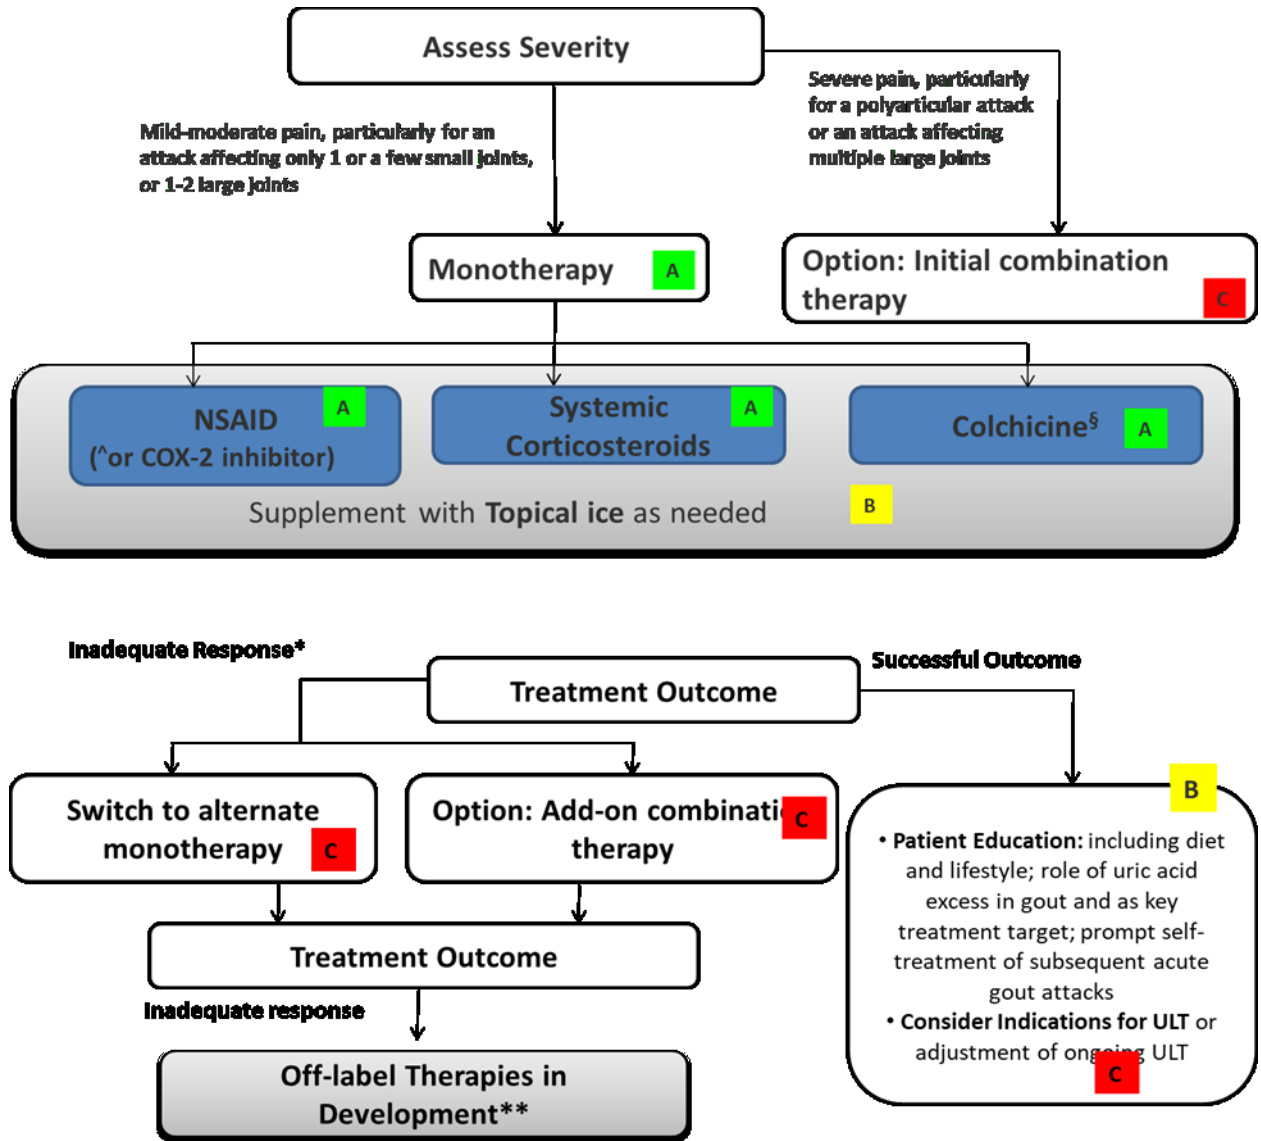 Assess Severity
Severe pain, particularly
for a polyarticular attack
or an attack affecting
multiple large joints
Mild-moderate pain, particularly for an
attack affecting only 1 or a few small joints,
or 1-2 large joints
Monotherapy A
Option: Initial combination
therapy C
NSAID A
(^or COX-2 inhibitor)
Systemic A
Corticosteroids
Colchicine§ A
Supplement with Topical ice as needed B
Inadequate Response*
Treatment Outcome
Successful Outcome
Switch to alternate
monotherapy C
Option: Add-on combinati C
therapy
Treatment Outcome
Inadequate response
Off-label Therapies in
Development**
B
• Patient Education: including diet
and lifestyle; role of uric acid
excess in gout and as key
treatment target; prompt self-
treatment of subsequent acute
gout attacks
• Consider Indications for ULT or
adjustment of ongoing ULT
C